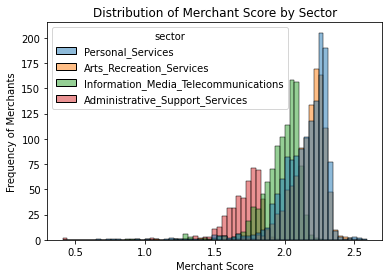 Distribution of Merchant Score by Sector
sector
Personal_Services
Arts_Recreation_Services
Information_Media_Telecommunications
Administrative_Support_Services
Frequency of Merchants
200
175
150
125
100
75
50
25
0
0.5 1.0 1.5 2.0 2.5
Merchant Score